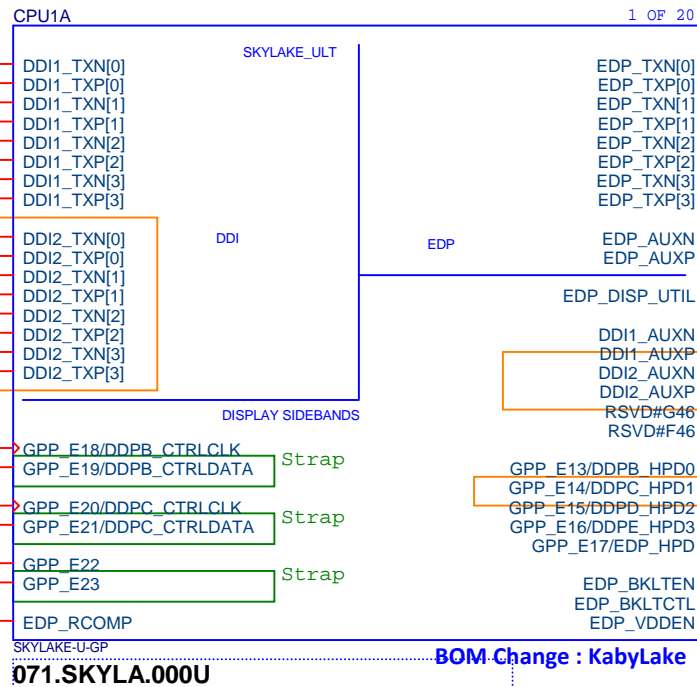 CPU1A
1 OF 20
SKYLAKE_ULT
DDI1_TXN[0]
DDI1_TXP[0]
DDI1_TXN[1]
DDI1_TXP[1]
DDI1_TXN[2]
DDI1_TXP[2]
DDI1_TXN[3]
DDI1_TXP[3]
DDI2_TXN[0]
DDI2_TXP[0]
DDI2_TXN[1]
DDI2_TXP[1]
DDI2_TXN[2]
DDI2_TXP[2]
DDI2_TXN[3]
DDI2_TXP[3]
DDI
EDP
EDP_TXN[0]
EDP_TXP[0]
EDP_TXN[1]
EDP_TXP[1]
EDP_TXN[2]
EDP_TXP[2]
EDP_TXN[3]
EDP_TXP[3]
EDP_AUXN
EDP_AUXP
EDP_DISP_UTIL
DDI1_AUXN
DDI1_AUXP
DDI2_AUXN
DDI2_AUXP
RSVD#G46
RSVD#F46
DISPLAY SIDEBANDS
GPP_E18/DDPB_CTRLCLK
GPP_E19/DDPB_CTRLDATA
Strap
GPP_E20/DDPC_CTRLCLK
GPP_E21/DDPC_CTRLDATA
Strap
GPP_E22
GPP_E23
Strap
EDP_RCOMP
GPP_E13/DDPB_HPD0
GPP_E14/DDPC_HPD1
GPP_E15/DDPD_HPD2
GPP_E16/DDPE_HPD3
GPP_E17/EDP_HPD
EDP_BKLTEN
EDP_BKLTCTL
EDP_VDDEN
SKYLAKE-U-GP
BOM Change : KabyLake
071.SKYLA.000U